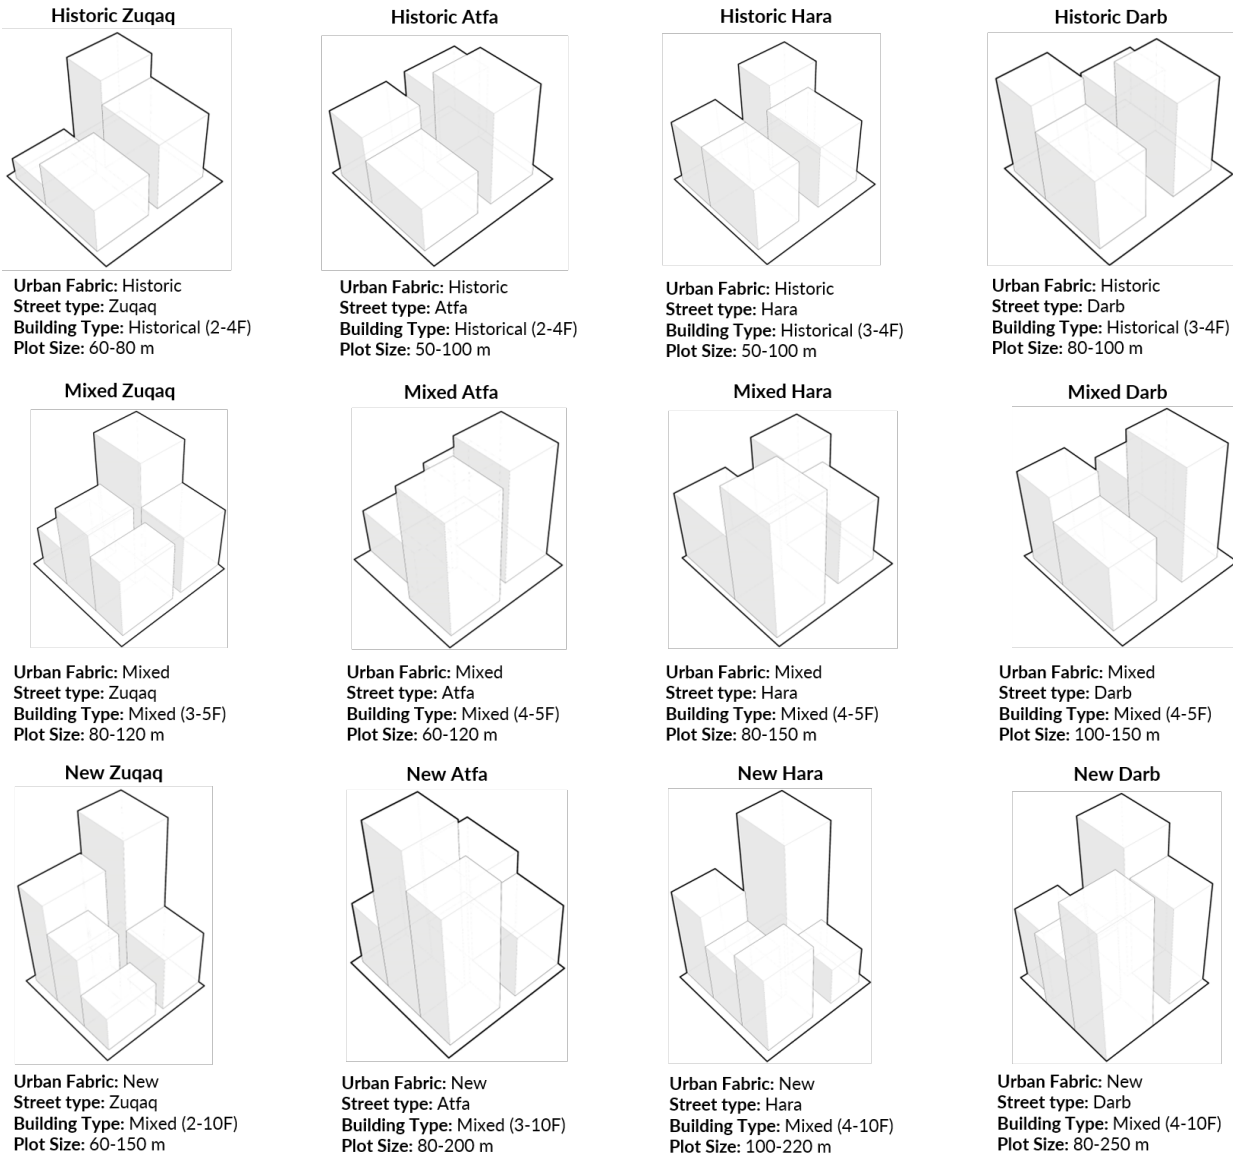 Historic Zuqaq
Urban Fabric: Historic
Street type: Zuqaq
Building Type: Historical (2-4F)
Plot Size: 60-80 m
Historic Atfa
Urban Fabric: Historic
Street type: Atfa
Building Type: Historical (2-4F)
Plot Size: 50-100 m
Historic Hara
Urban Fabric: Historic
Street type: Hara
Building Type: Historical (3-4F)
Plot Size: 50-100 m
Historic Darb
Urban Fabric: Historic
Street type: Darb
Building Type: Historical (3-4F)
Plot Size: 80-100 m
Mixed Zuqaq
Urban Fabric: Mixed
Street type: Zuqaq
Building Type: Mixed (3-5F)
Plot Size: 80-120 m
Mixed Atfa
Urban Fabric: Mixed
Street type: Atfa
Building Type: Mixed (4-5F)
Plot Size: 60-120 m
Mixed Hara
Urban Fabric: Mixed
Street type: Hara
Building Type: Mixed (4-5F)
Plot Size: 80-150 m
Mixed Darb
Urban Fabric: Mixed
Street type: Darb
Building Type: Mixed (4-5F)
Plot Size: 100-150 m
New Zuqaq
Urban Fabric: New
Street type: Zuqaq
Building Type: Mixed (2-10F)
Plot Size: 60-150 m
New Atfa
Urban Fabric: New
Street type: Atfa
Building Type: Mixed (3-10F)
Plot Size: 80-200 m
New Hara
Urban Fabric: New
Street type: Hara
Building Type: Mixed (4-10F)
Plot Size: 100-220 m
New Darb
Urban Fabric: New
Street type: Darb
Building Type: Mixed (4-10F)
Plot Size: 80-250 m